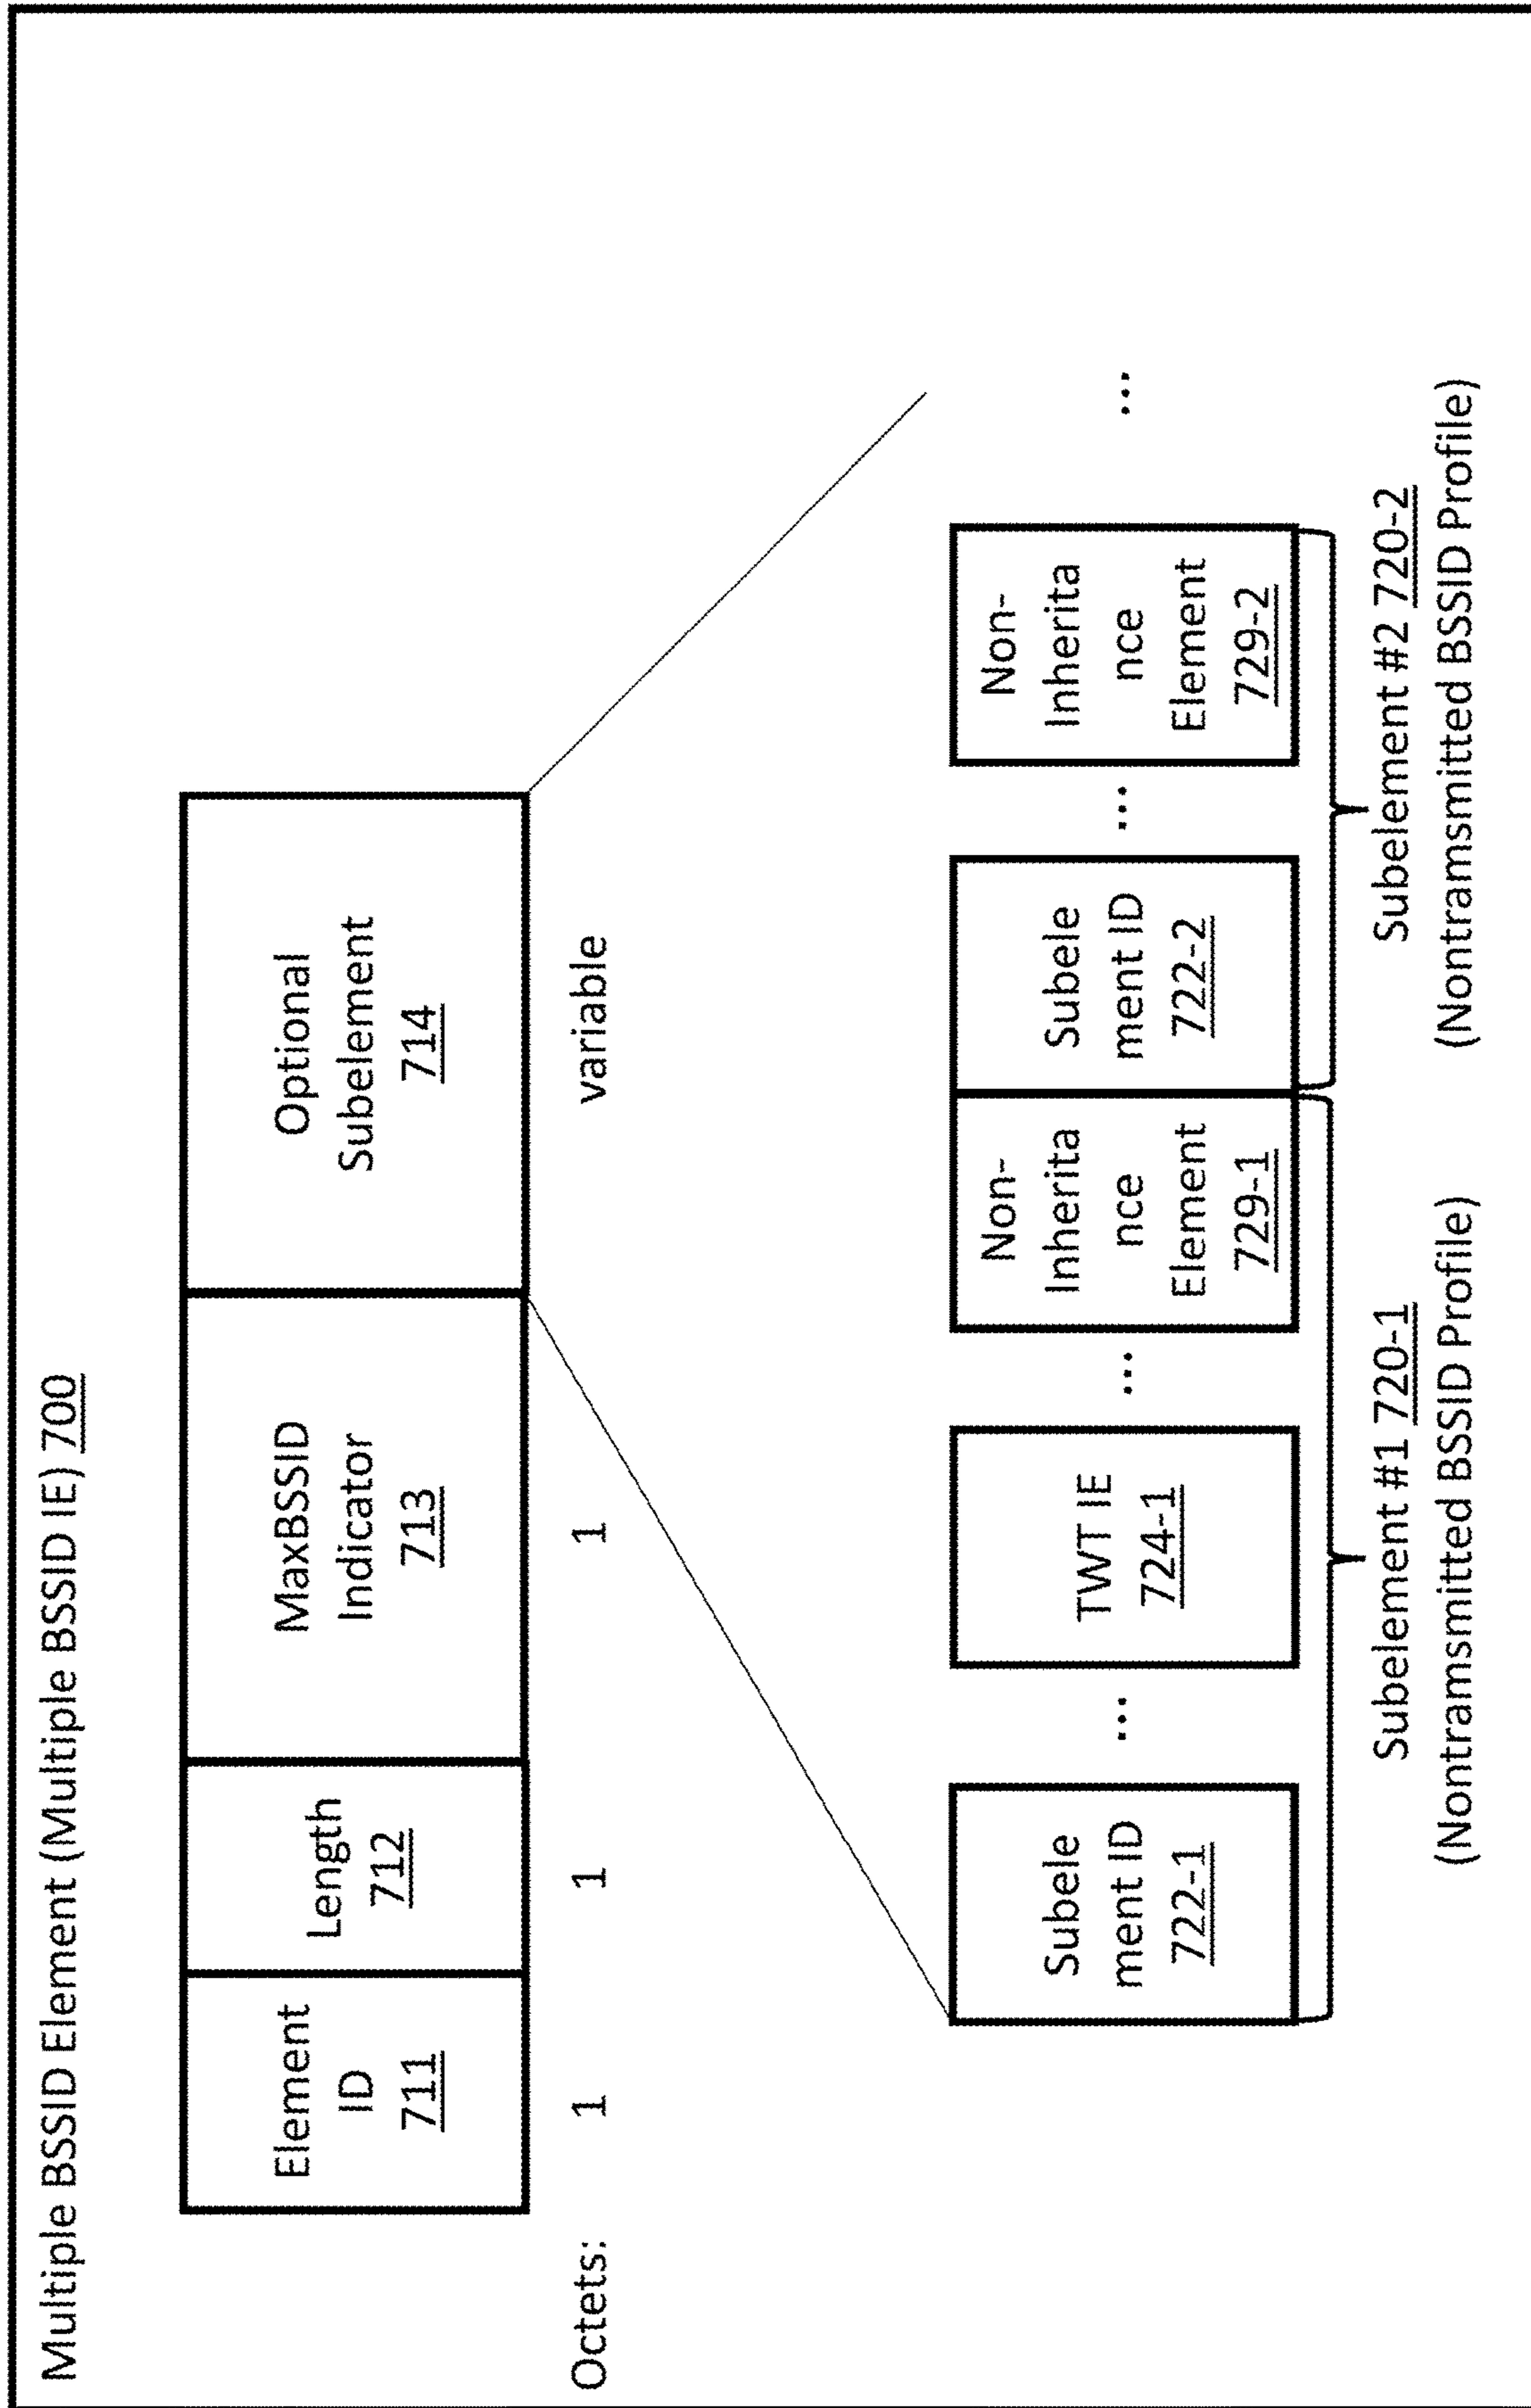 Multiple BSSID Element (Multiple BSSID IE) 700
Element
ID
711
Length
712
MaxBSSID
Indicator
713
Optional
Subelement
714
Octets:
1
1
1
variable
Subele
ment ID
722-1
...
TWT IE
724-1
...
Non-
Inherita
nce
Element
729-1
Subele
ment ID
722-2
...
Non-
Inherita
nce
Element
729-2
...
Subelement #1 720-1
(Nontramsmitted BSSID Profile)
Subelement #2 720-2
(Nontramsmitted BSSID Profile)